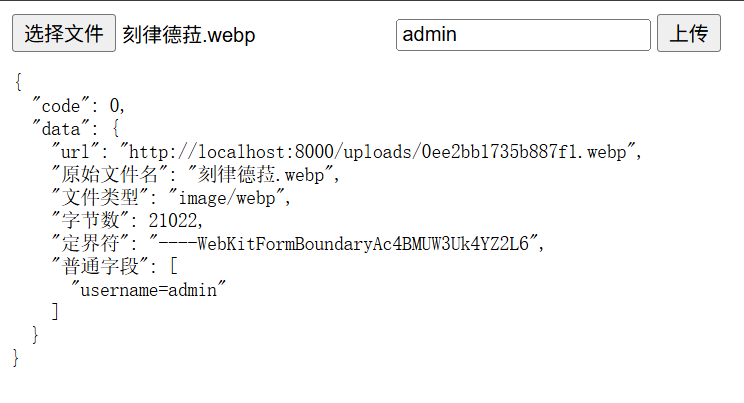 选择文件 刻律德菈.webp admin 上传
{
  "code": 0,
  "data": {
    "url": "http://localhost:8000/uploads/0ee2bb1735b887f1.webp",
    "原始文件名": "刻律德菈.webp",
    "文件类型": "image/webp",
    "字节数": 21022,
    "定界符": "----WebKitFormBoundaryAc4BMUW3Uk4YZ2L6",
    "普通字段": [
      "username=admin"
    ]
  }
}